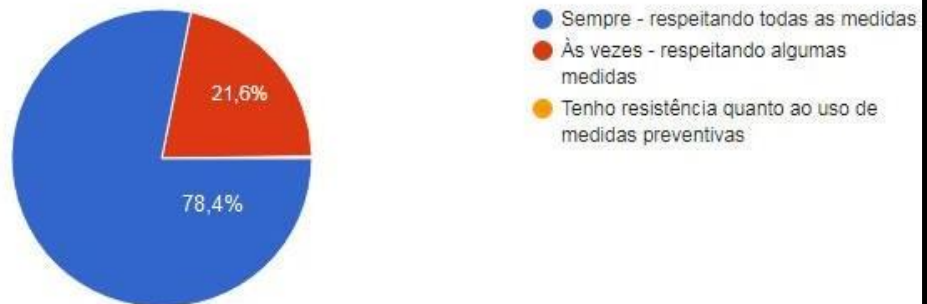 Sempre - respeitando todas as medidas
Às vezes - respeitando algumas
medidas
Tenho resistência quanto ao uso de
medidas preventivas
21,6%
78,4%